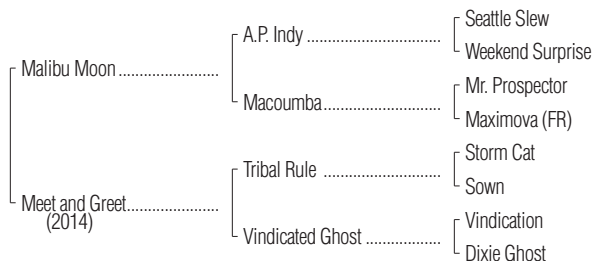 Seattle Slew
A.P. Indy
Weekend Surprise
Malibu Moon
Mr. Prospector
Macoumba
Maximova (FR)
Storm Cat
Tribal Rule
Sown
Meet and Greet
(2014)
Vindication
Vindicated Ghost
Dixie Ghost